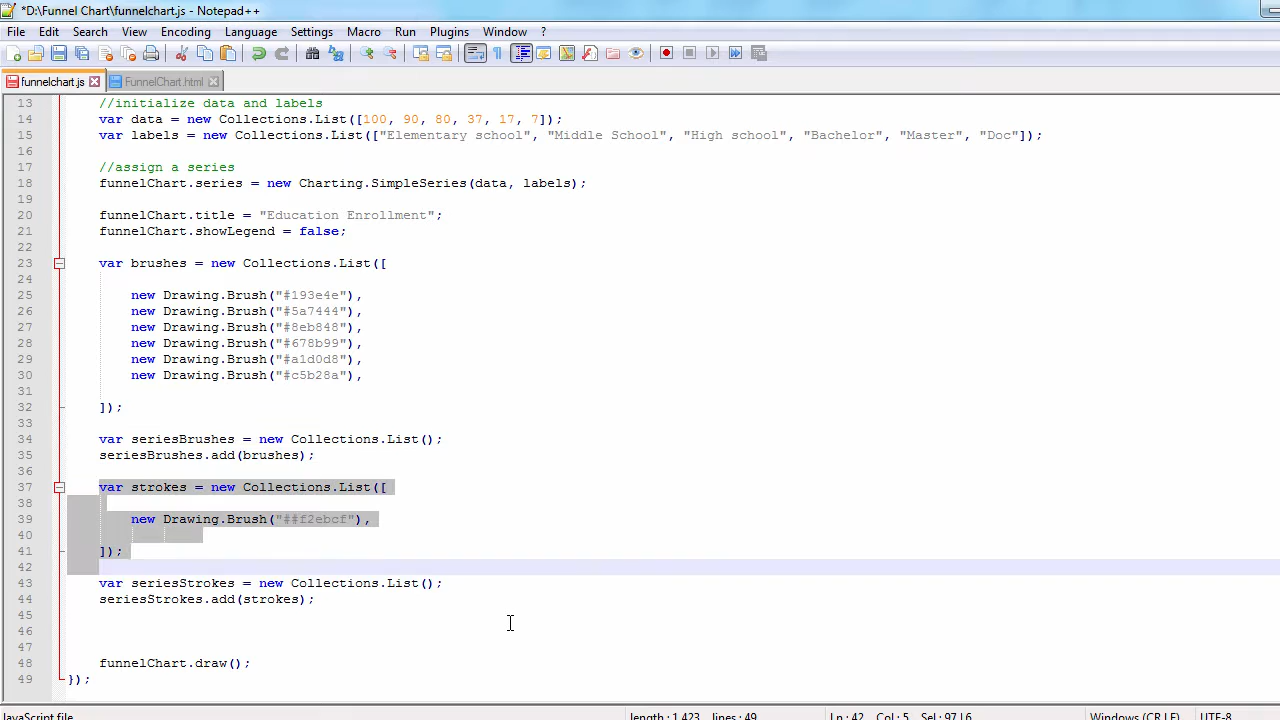 *D:\Funnel Chart\funnelchart.js - Notepad++
File Edit Search View Encoding Language Settings Macro Run Plugins Window ?
funnelchart.js FunnelChart.html
13 //initialize data and labels
14 var data = new Collections.List([100, 90, 80, 37, 17, 7]);
15 var labels = new Collections.List(["Elementary school", "Middle School", "High school", "Bachelor", "Master", "Doc"]);
16
17 //assign a series
18 funnelChart.series = new Charting.SimpleSeries(data, labels);
19
20 funnelChart.title = "Education Enrollment";
21 funnelChart.showLegend = false;
22
23 var brushes = new Collections.List([
24
25 new Drawing.Brush("#193e4e"),
26 new Drawing.Brush("#5a7444"),
27 new Drawing.Brush("#8eb848"),
28 new Drawing.Brush("#678b99"),
29 new Drawing.Brush("#a1d0d8"),
30 new Drawing.Brush("#c5b28a"),
31
32 ]);
33
34 var seriesBrushes = new Collections.List();
35 seriesBrushes.add(brushes);
36
37 var strokes = new Collections.List([
38
39 new Drawing.Brush("##f2ebcf"),
40
41 ]);
42
43 var seriesStrokes = new Collections.List();
44 seriesStrokes.add(strokes);
45
46
47
48 funnelChart.draw();
49 });
JavaScript file length : 1,423 lines : 49 Ln : 42 Col : 5 Sel : 97 | 6 Windows (CR LF) UTF-8